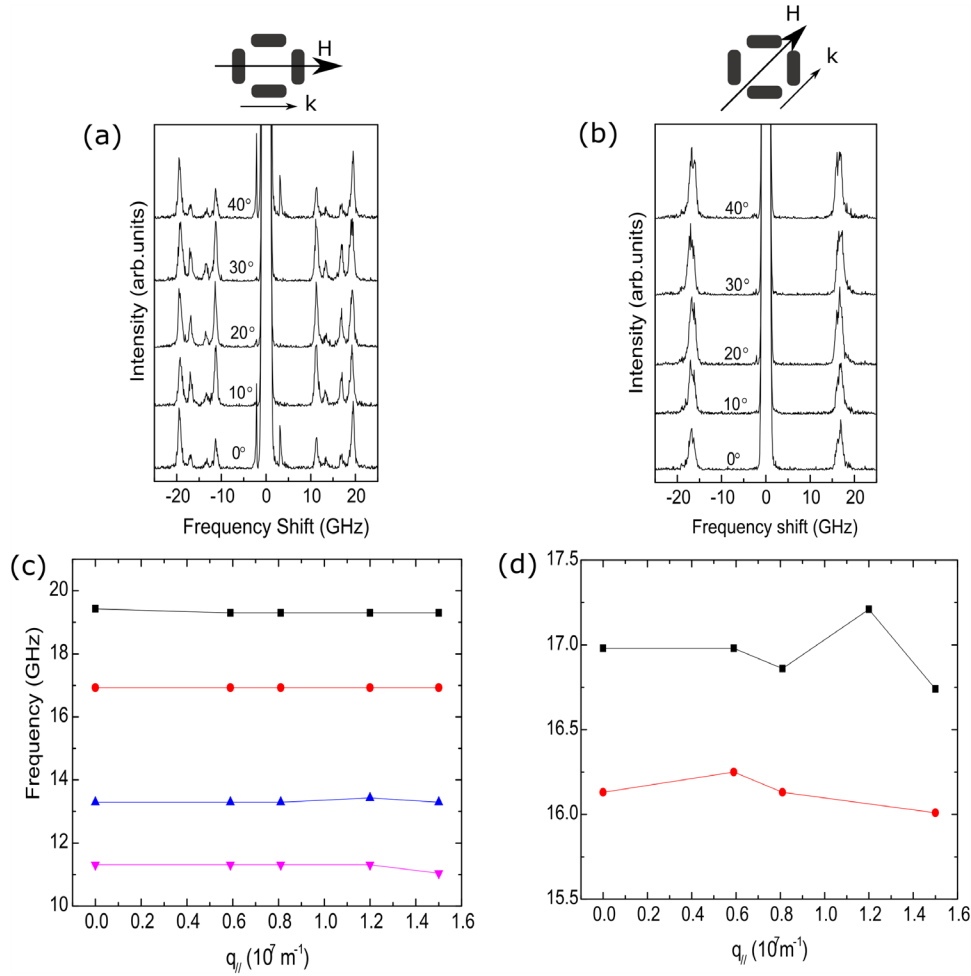 H
k
H
k
(a)
(b)
Intensity (arb.units)
40°
30°
20°
10°
0°
-20 -10 0 10 20
Frequency Shift (GHz)
Intensity (arb.units)
40°
30°
20°
10°
0°
-20 -10 0 10 20
Frequency shift (GHz)
(c)
Frequency (GHz)
20
18
16
14
12
10
0.0 0.2 0.4 0.6 0.8 1.0 1.2 1.4 1.6
q// (10⁷ m⁻¹)
(d)
17.5
17.0
16.5
16.0
15.5
0.0 0.2 0.4 0.6 0.8 1.0 1.2 1.4 1.6
q// (10⁷m⁻¹)